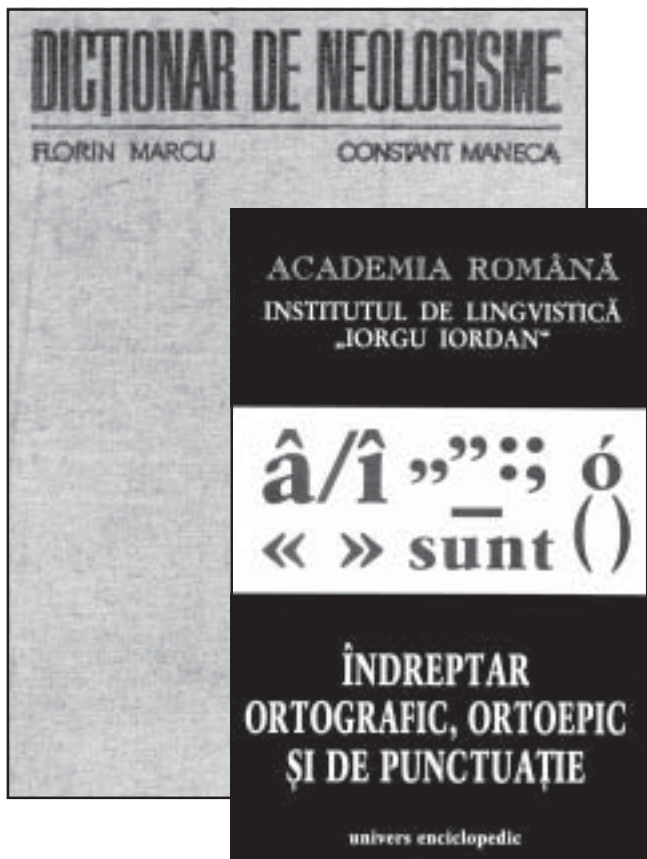 DICȚIONAR DE NEOLOGISME
FLORIN MARCU CONSTANT MANECA
ACADEMIA ROMÂNĂ
INSTITUTUL DE LINGVISTICĂ
„IORGU IORDAN“
â/î „” _ : ; ó
« » sunt ( )
ÎNDREPTAR
ORTOGRAFIC, ORTOEPIC
ȘI DE PUNCTUAȚIE
univers enciclopedic